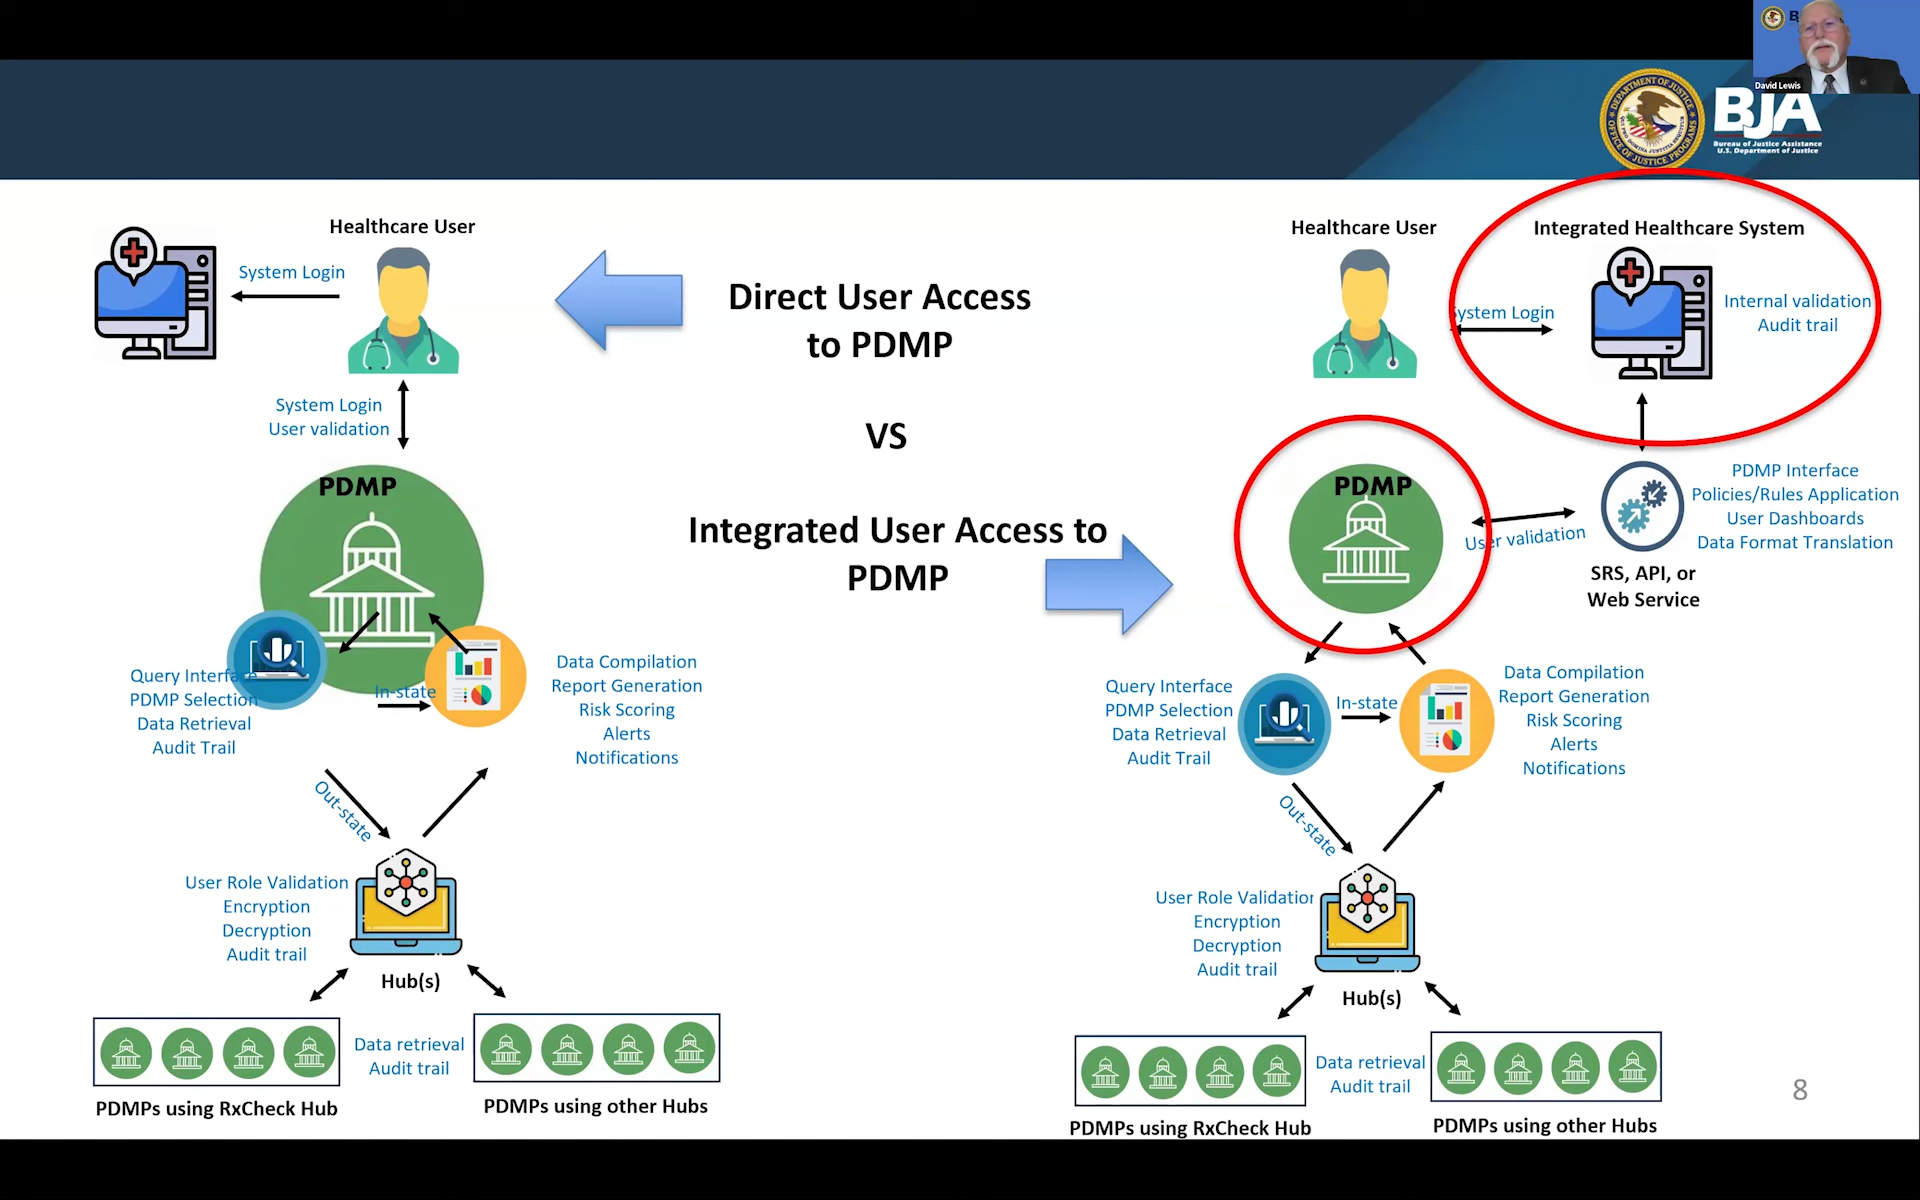 David Lewis
BJA
Bureau of Justice Assistance
U.S. Department of Justice
Healthcare User
System Login
System Login
User validation
PDMP
Query Interface
PDMP Selection
Data Retrieval
Audit Trail
In-state
Data Compilation
Report Generation
Risk Scoring
Alerts
Notifications
Out-state
User Role Validation
Encryption
Decryption
Audit trail
Hub(s)
Data retrieval
Audit trail
PDMPs using RxCheck Hub
PDMPs using other Hubs
Direct User Access
to PDMP
VS
Integrated User Access to
PDMP
Healthcare User
Integrated Healthcare System
System Login
Internal validation
Audit trail
PDMP
User validation
PDMP Interface
Policies/Rules Application
User Dashboards
Data Format Translation
SRS, API, or
Web Service
Query Interface
PDMP Selection
Data Retrieval
Audit Trail
In-state
Data Compilation
Report Generation
Risk Scoring
Alerts
Notifications
Out-state
User Role Validation
Encryption
Decryption
Audit trail
Hub(s)
Data retrieval
Audit trail
PDMPs using RxCheck Hub
PDMPs using other Hubs
8